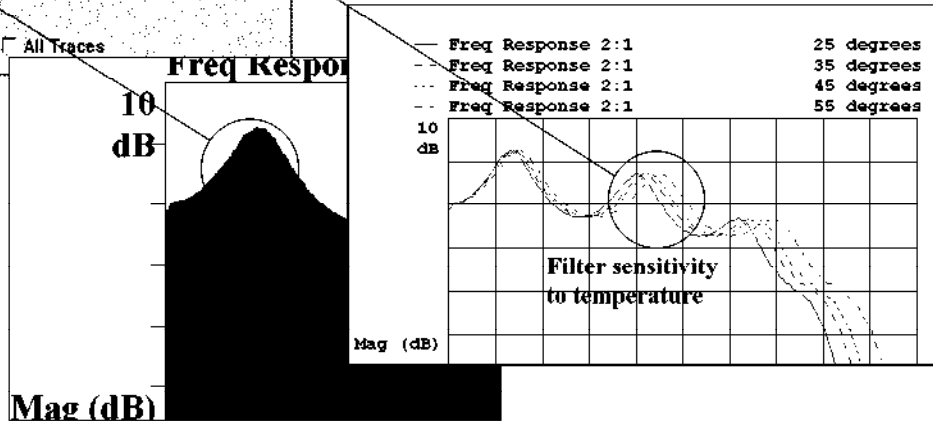 All Traces
Freq Respon
10
dB
Mag (dB)
Freq Response 2:1 25 degrees
Freq Response 2:1 35 degrees
Freq Response 2:1 45 degrees
Freq Response 2:1 55 degrees
10
dB
Filter sensitivity
to temperature
Mag (dB)